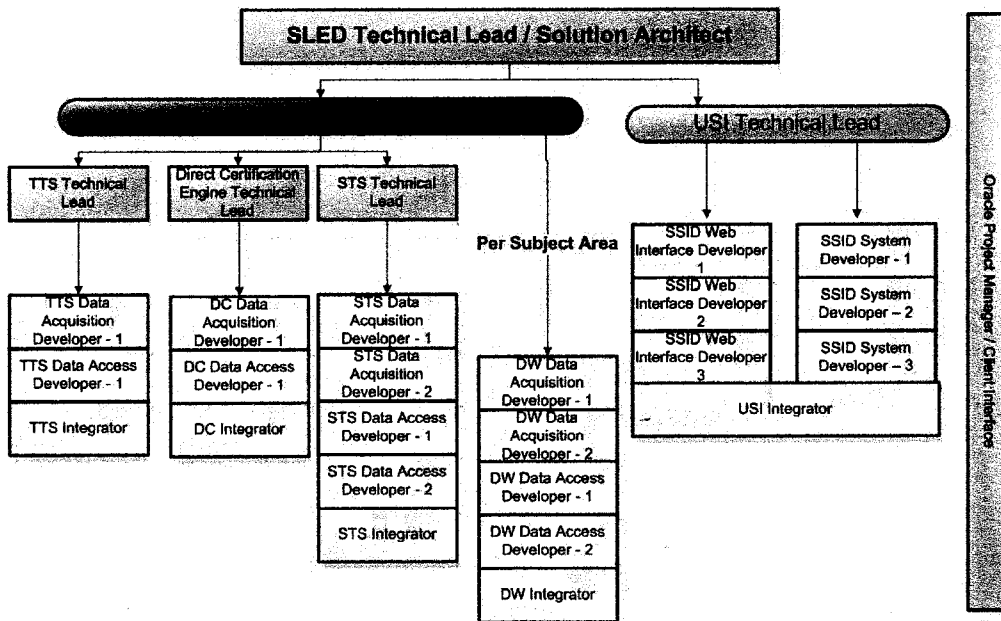 SLED Technical Lead / Solution Architect
USI Technical Lead
TTS Technical
Lead
Direct Certification
Engine Technical
Lead
STS Technical
Lead
Per Subject Area
SSID Web
Interface Developer
1
SSID Web
Interface Developer
2
SSID Web
Interface Developer
3
SSID System
Developer - 1
SSID System
Developer – 2
SSID System
Developer – 3
USI Integrator
TTS Data
Acquisition
Developer - 1
TTS Data Access
Developer - 1
TTS Integrator
DC Data
Acquisition
Developer - 1
DC Data Access
Developer - 1
DC Integrator
STS Data
Acquisition
Developer - 1
STS Data
Acquisition
Developer - 2
STS Data Access
Developer - 1
STS Data Access
Developer - 2
STS Integrator
DW Data
Acquisition
Developer - 1
DW Data
Acquisition
Developer - 2
DW Data Access
Developer - 1
DW Data Access
Developer - 2
DW Integrator
Oracle Project Manager / Client Interface